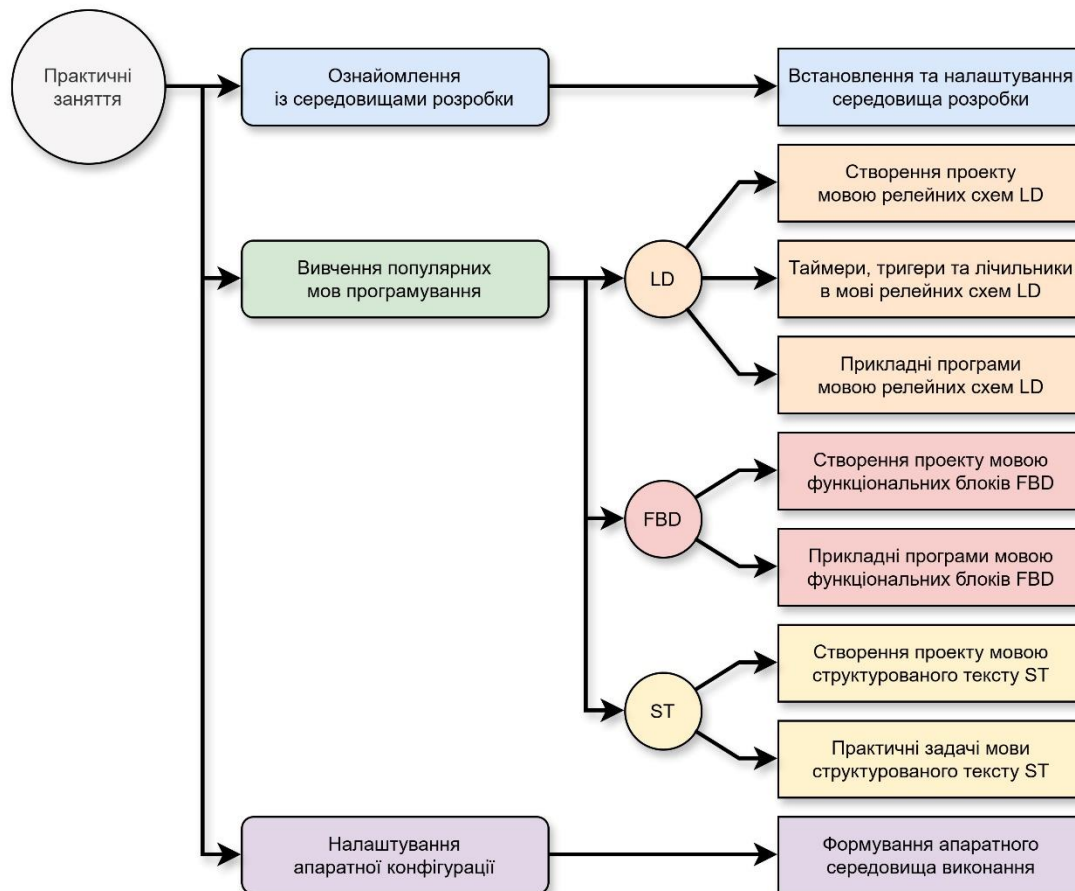 Практичні
заняття
Ознайомлення
із середовищами розробки
Встановлення та налаштування
середовища розробки
Вивчення популярних
мов програмування
LD
Створення проекту
мовою релейних схем LD
Таймери, тригери та лічильники
в мові релейних схем LD
Прикладні програми
мовою релейних схем LD
FBD
Створення проекту мовою
функціональних блоків FBD
Прикладні програми мовою
функціональних блоків FBD
ST
Створення проекту мовою
структурованого тексту ST
Практичні задачі мови
структурованого тексту ST
Налаштування
апаратної конфігурації
Формування апаратного
середовища виконання